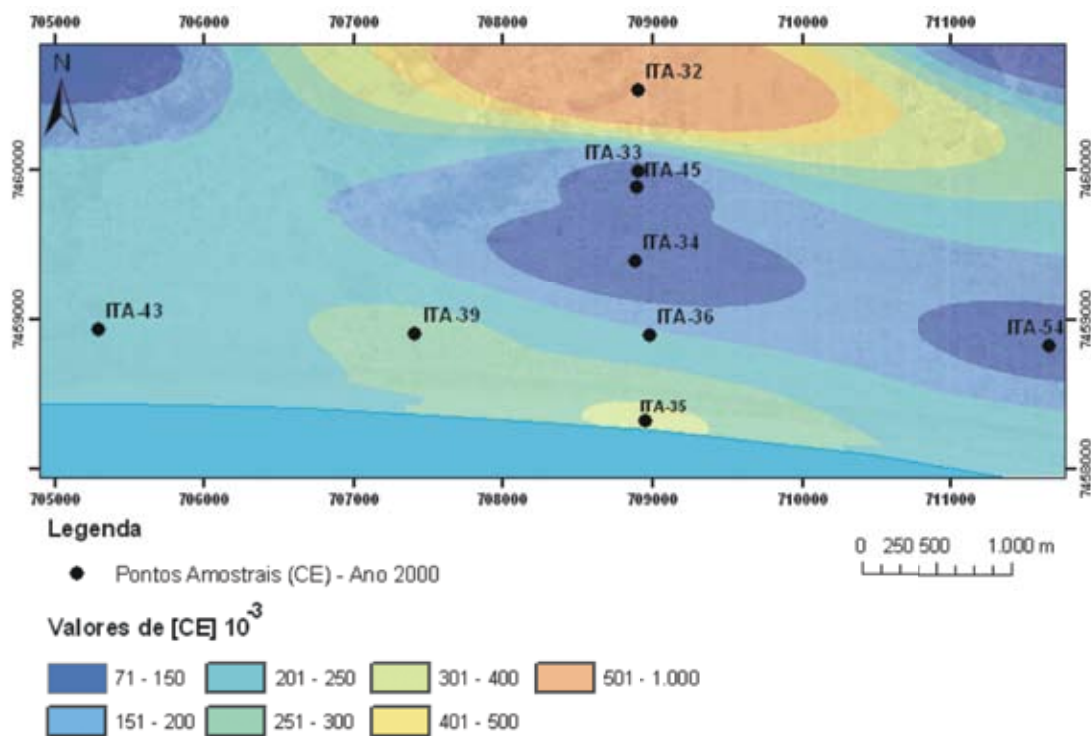 705000 706000 707000 708000 709000 710000 711000
N
ITA-32
7460000 ITA-33 7460000
ITA-45
ITA-34
7459000 ITA-43 ITA-39 ITA-36 ITA-54 7459000
ITA-35
7458000
705000 706000 707000 708000 709000 710000 711000
Legenda
Pontos Amostrais (CE) - Ano 2000
0 250 500 1.000 m
Valores de [CE] 10-3
71 - 150 201 - 250 301 - 400 501 - 1.000
151 - 200 251 - 300 401 - 500